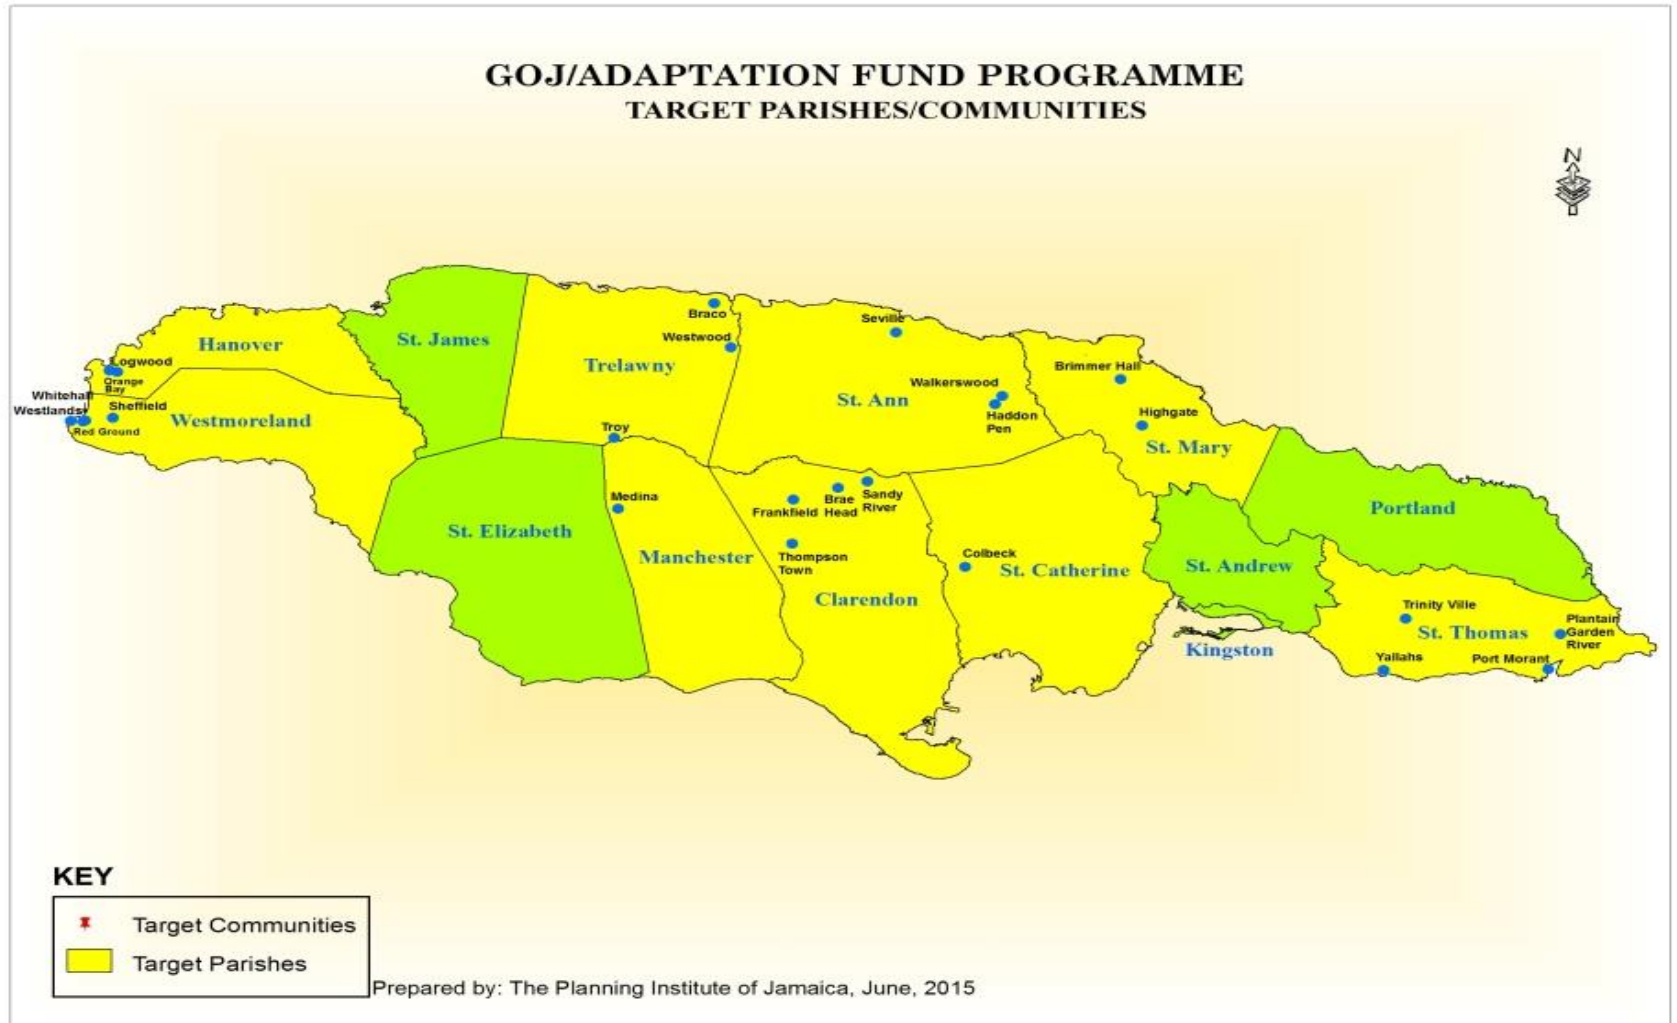 GOJ/ADAPTATION FUND PROGRAMME
TARGET PARISHES/COMMUNITIES
N
Hanover
St. James
Trelawny
Braco
Westwood
Seville
St. Ann
Walkerswood
Haddon
Pen
Brimmer Hall
Highgate
St. Mary
Logwood
Orange
Bay
Whitehall
Westlands
Sheffield
Red Ground
Westmoreland
Troy
Medina
St. Elizabeth
Manchester
Frankfield
Brae
Head
Sandy
River
Thompson
Town
Clarendon
Colbeck
St. Catherine
Portland
St. Andrew
Kingston
Trinity Ville
St. Thomas
Plantain
Garden
River
Yallahs
Port Morant
KEY
Target Communities
Target Parishes
Prepared by: The Planning Institute of Jamaica, June, 2015